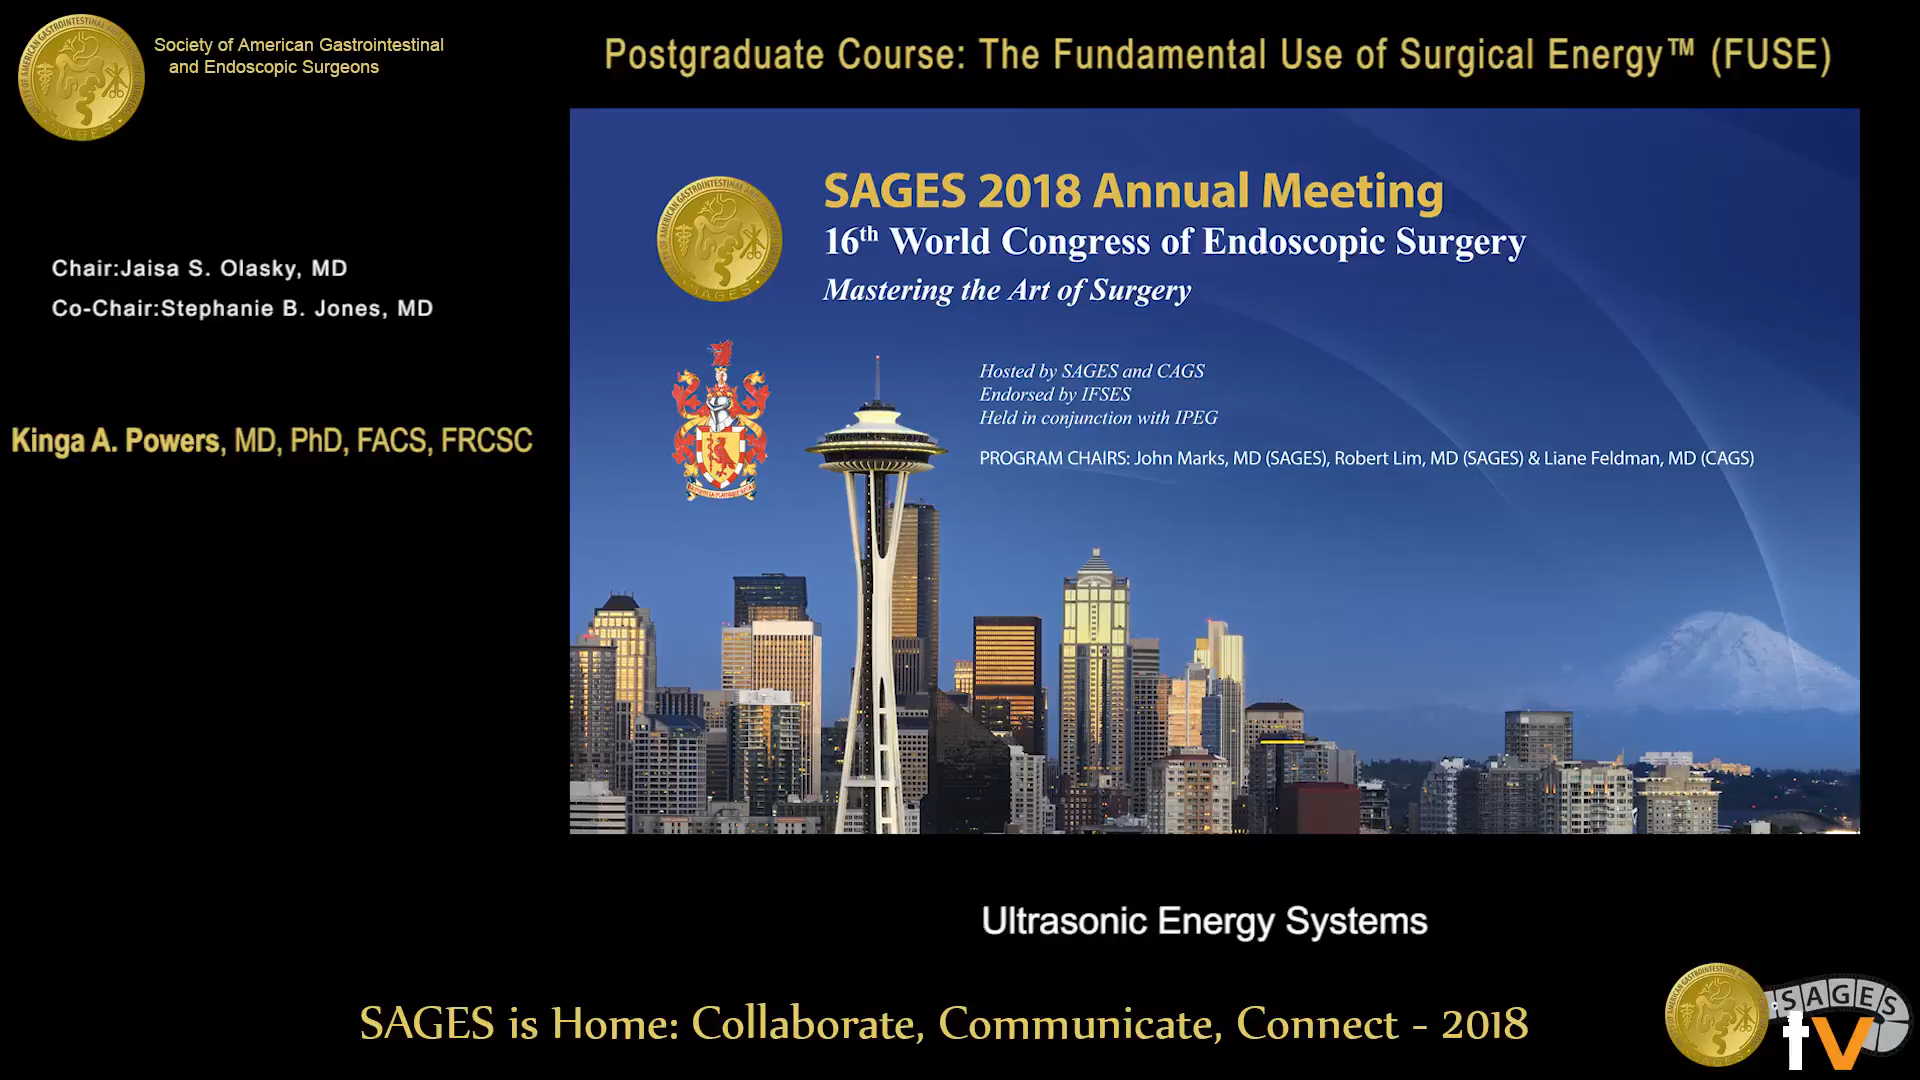 Society of American Gastrointestinal
and Endoscopic Surgeons
Postgraduate Course: The Fundamental Use of Surgical Energy™ (FUSE)
Chair:Jaisa S. Olasky, MD
Co-Chair:Stephanie B. Jones, MD
Kinga A. Powers, MD, PhD, FACS, FRCSC
SAGES 2018 Annual Meeting
16th World Congress of Endoscopic Surgery
Mastering the Art of Surgery
Hosted by SAGES and CAGS
Endorsed by IFSES
Held in conjunction with IPEG
PROGRAM CHAIRS: John Marks, MD (SAGES), Robert Lim, MD (SAGES) & Liane Feldman, MD (CAGS)
Ultrasonic Energy Systems
SAGES is Home: Collaborate, Communicate, Connect - 2018
SAGES
tv